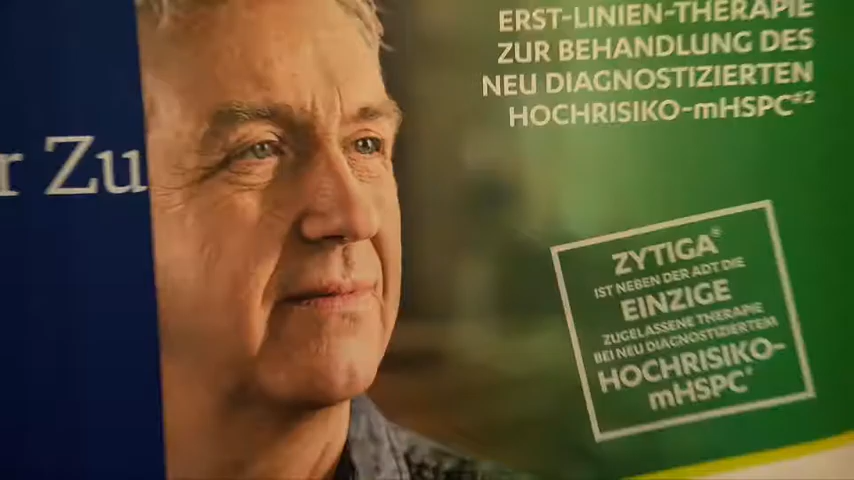 ERST-LINIEN-THERAPIE
ZUR BEHANDLUNG DES
NEU DIAGNOSTIZIERTEN
HOCHRISIKO-mHSPC#2
r Zu
ZYTIGA®
IST NEBEN DER ADT DIE
EINZIGE
ZUGELASSENE THERAPIE
BEI NEU DIAGNOSTIZIERTEM
HOCHRISIKO-
mHSPC#